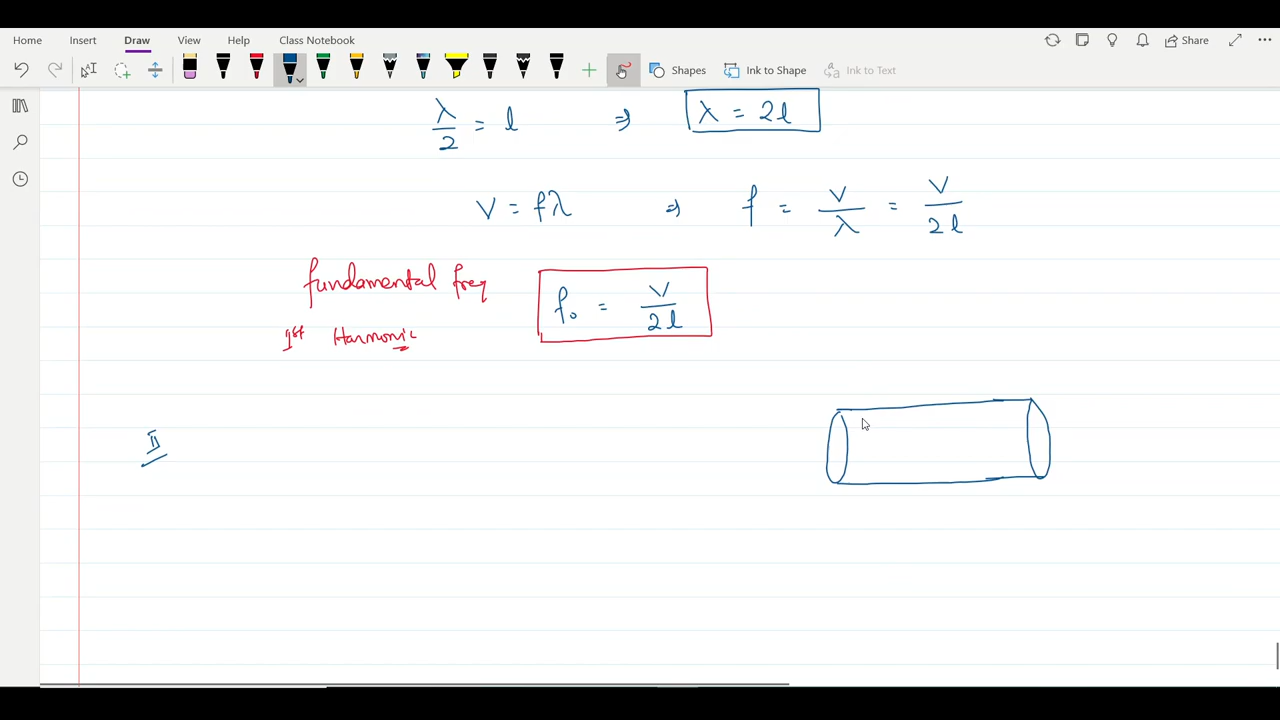 Home Insert Draw View Help Class Notebook Share
Shapes Ink to Shape Ink to Text
λ/2 = l ⇒ λ = 2l
V = fλ ⇒ f = V/λ = V/2l
fundamental freq f₀ = V/2l
1st Harmonic
II